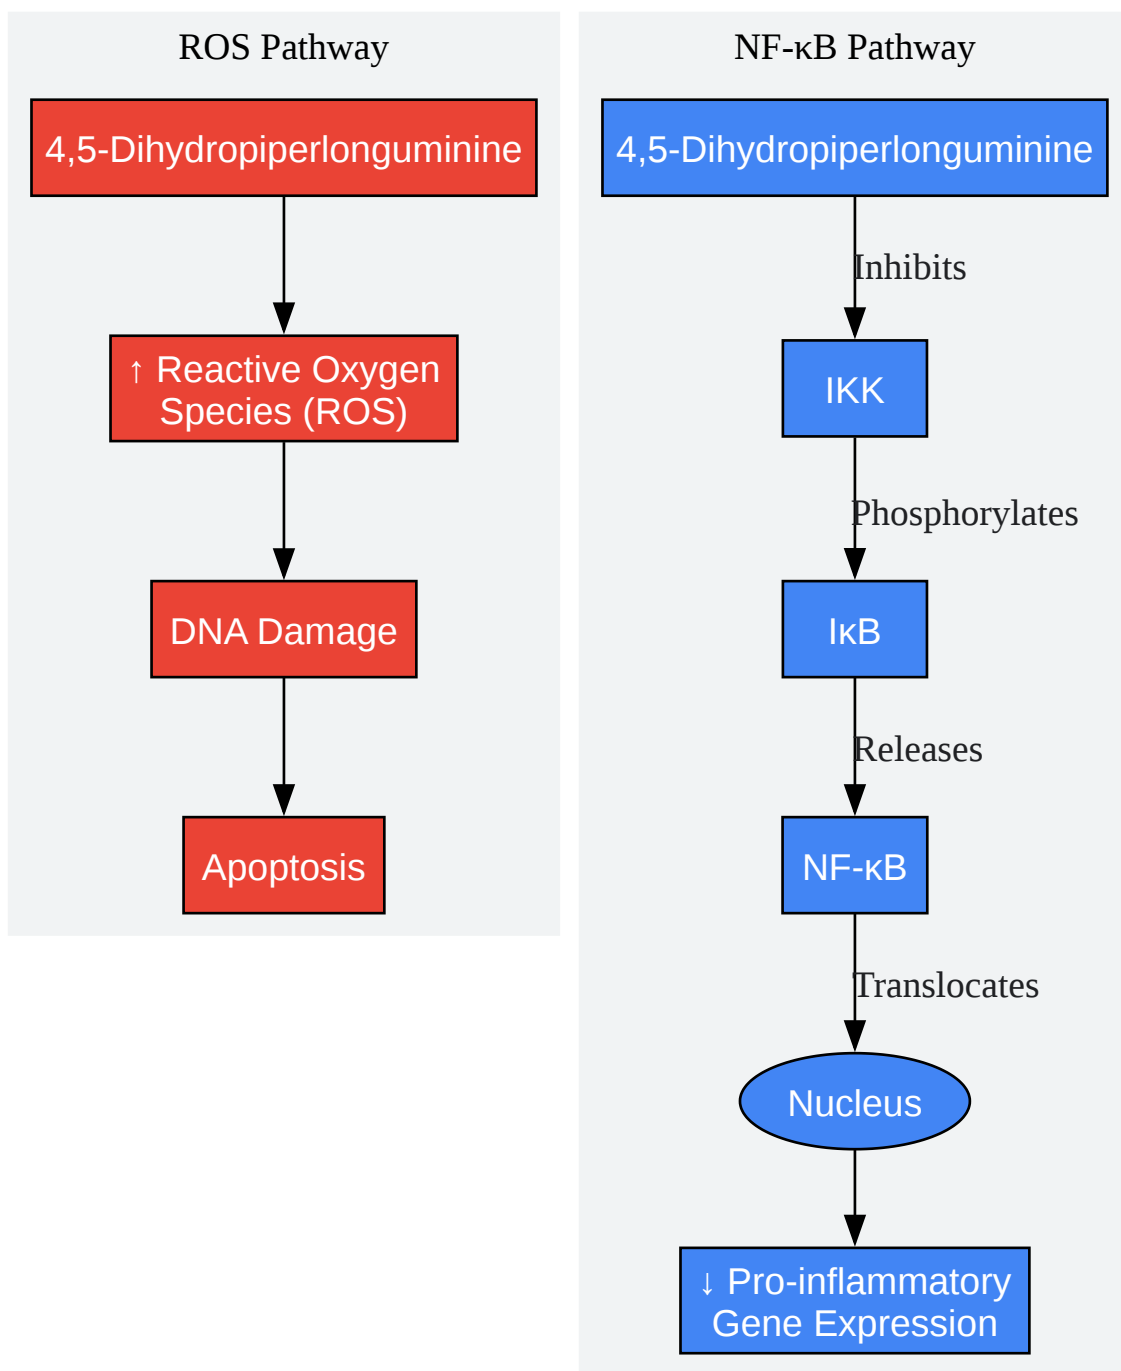 ROS Pathway
4,5-Dihydropiperlonguminine
↑ Reactive Oxygen
Species (ROS)
DNA Damage
Apoptosis
NF-κB Pathway
4,5-Dihydropiperlonguminine
Inhibits
IKK
Phosphorylates
IκB
Releases
NF-κB
Translocates
Nucleus
↓ Pro-inflammatory
Gene Expression